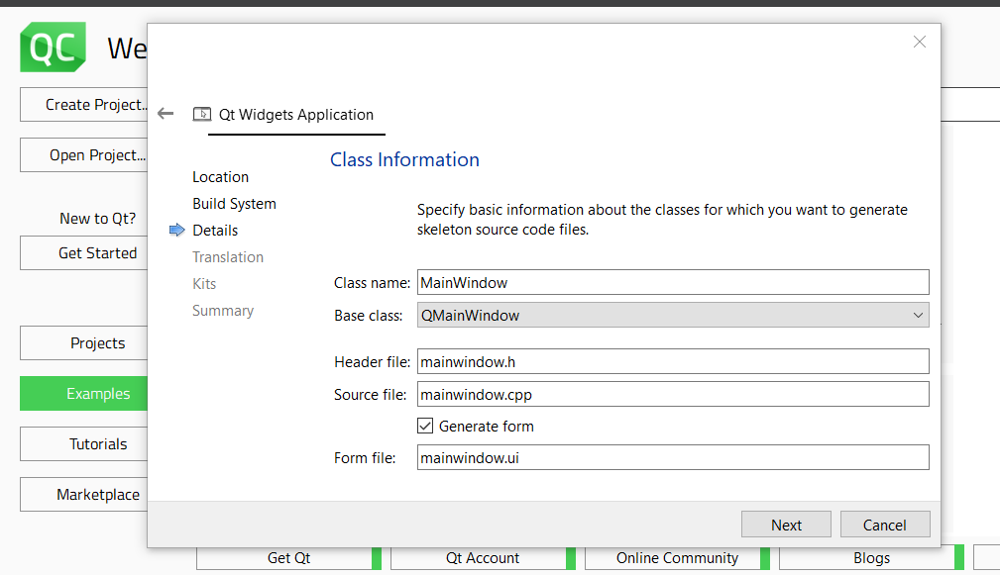 QC
We
Create Project...
Open Project...
New to Qt?
Get Started
Projects
Examples
Tutorials
Marketplace
Qt Widgets Application
Location
Build System
Details
Translation
Kits
Summary
Class Information
Specify basic information about the classes for which you want to generate
skeleton source code files.
Class name: MainWindow
Base class: QMainWindow
Header file: mainwindow.h
Source file: mainwindow.cpp
Generate form
Form file: mainwindow.ui
Next Cancel
Get Qt Qt Account Online Community Blogs